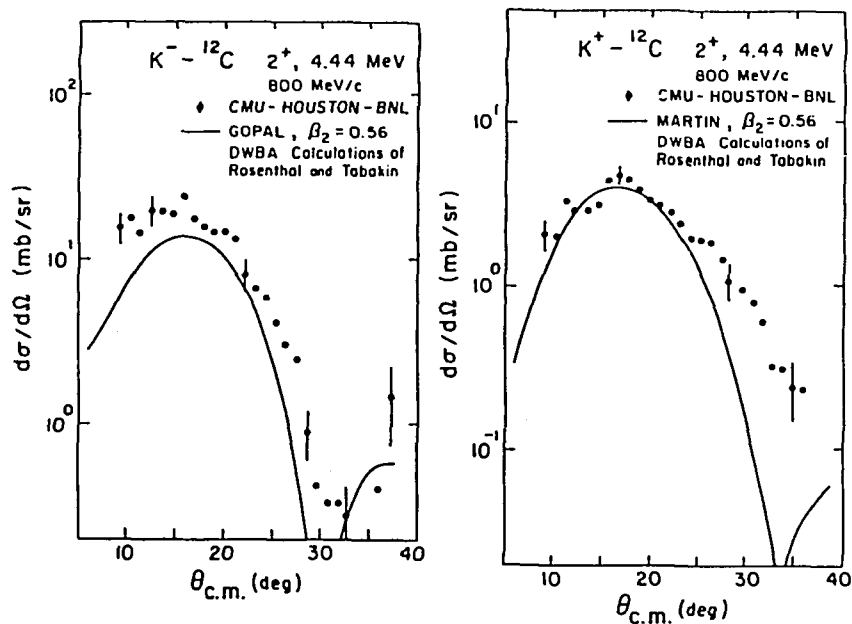 K⁻ - ¹²C 2⁺, 4.44 MeV
800 MeV/c
CMU-HOUSTON-BNL
GOPAL, β₂=0.56
DWBA Calculations of
Rosenthal and Tabakin
dσ/dΩ (mb/sr)
10²
10¹
10⁰
10 20 30 40
θc.m. (deg)
K⁺ - ¹²C 2⁺, 4.44 MeV
800 MeV/c
CMU-HOUSTON-BNL
MARTIN, β₂=0.56
DWBA Calculations of
Rosenthal and Tabakin
dσ/dΩ (mb/sr)
10¹
10⁰
10⁻¹
10 20 30 40
θc.m. (deg)